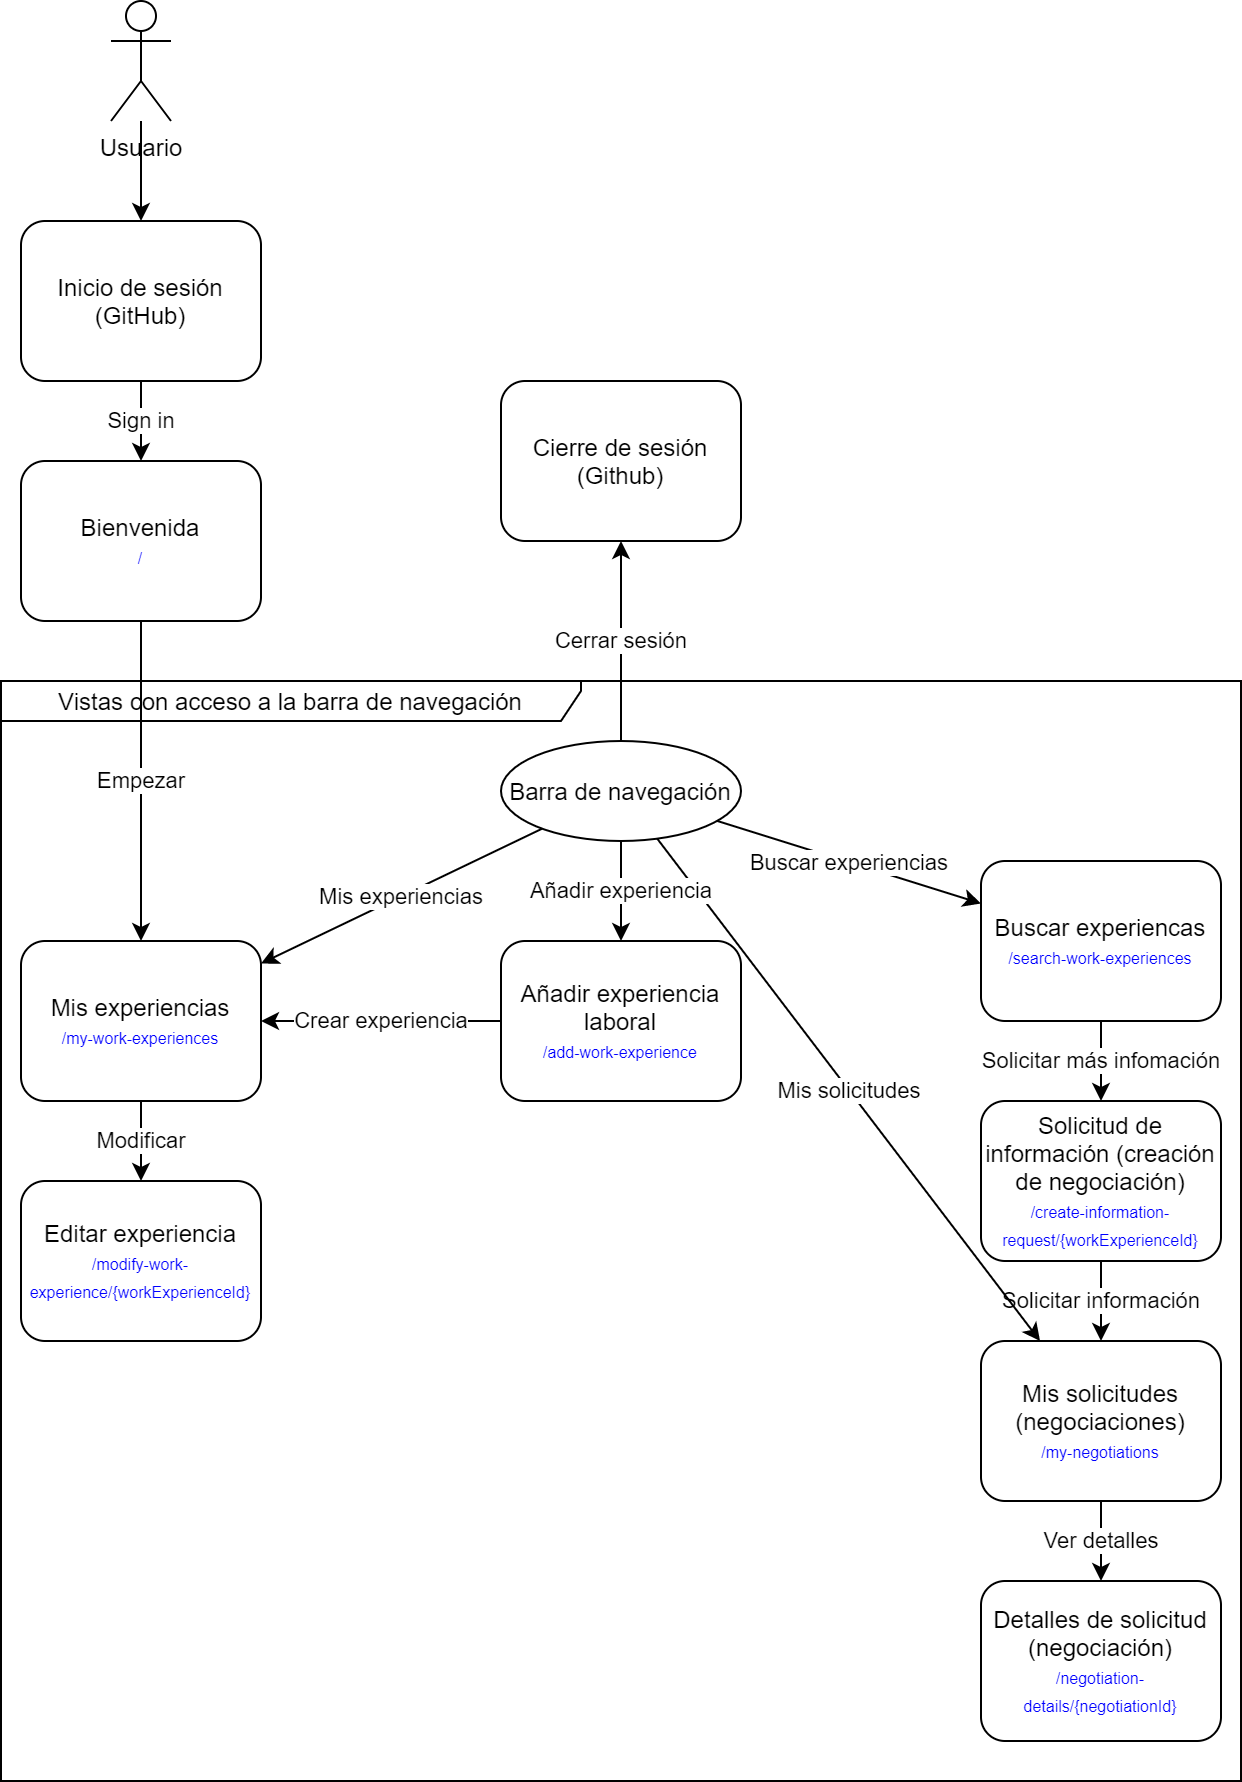 Usuario
Inicio de sesión
(GitHub)
Sign in
Bienvenida
/
Cierre de sesión
(Github)
Cerrar sesión
Vistas con acceso a la barra de navegación
Empezar
Barra de navegación
Mis experiencias
Añadir experiencia
Buscar experiencias
Buscar experiencas
/search-work-experiences
Mis experiencias
/my-work-experiences
Crear experiencia
Añadir experiencia
laboral
/add-work-experience
Mis solicitudes
Solicitar más infomación
Modificar
Solicitud de
información (creación
de negociación)
/create-information-
request/{workExperienceId}
Editar experiencia
/modify-work-
experience/{workExperienceId}
Solicitar información
Mis solicitudes
(negociaciones)
/my-negotiations
Ver detalles
Detalles de solicitud
(negociación)
/negotiation-
details/{negotiationId}